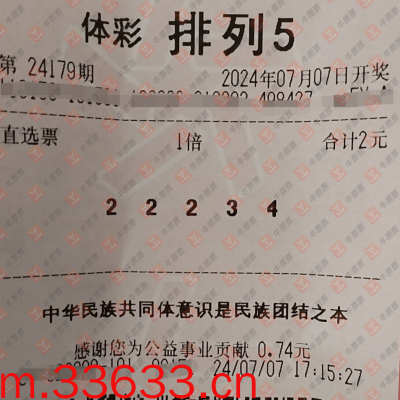 体彩 排列5
第 24179期 2024年07月07日开奖
直选票 1倍 合计2元
2 2 2 3 4
中华民族共同体意识是民族团结之本
感谢您为公益事业贡献 0.74元
24/07/07 17:15:27
m.33633.cn